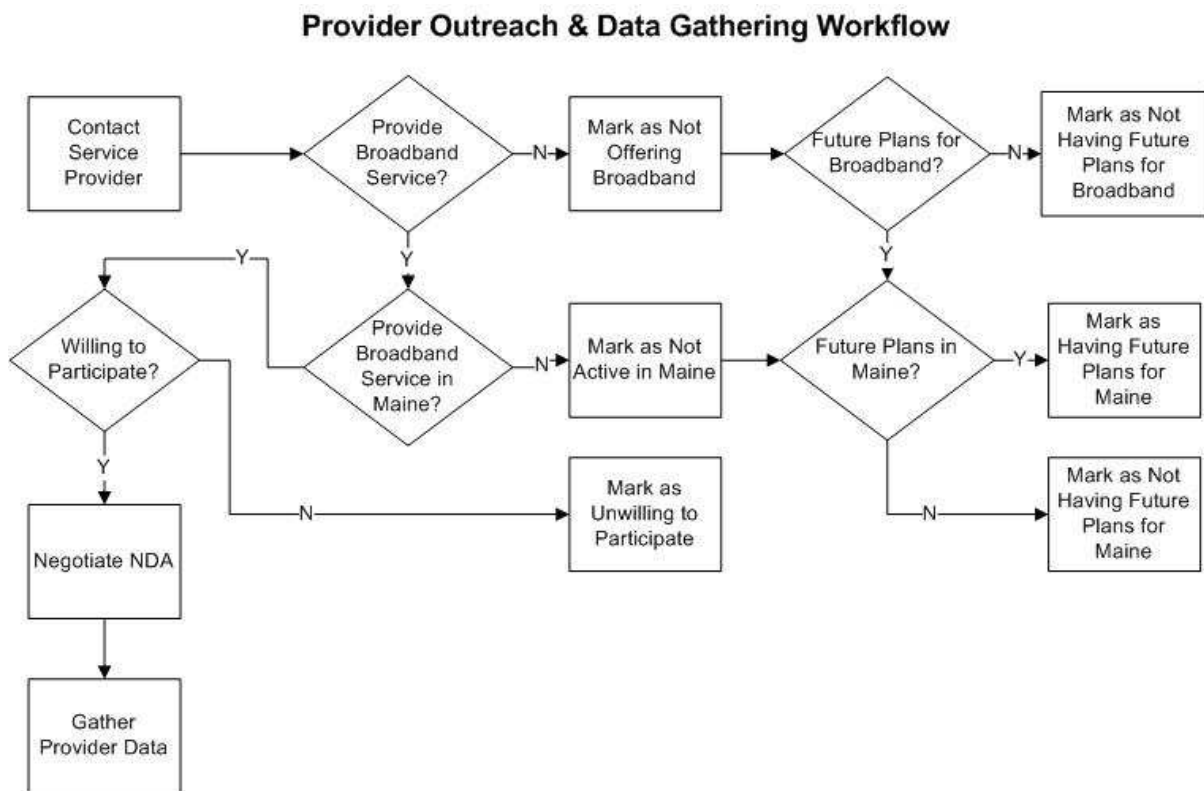 Provider Outreach & Data Gathering Workflow
Contact
Service
Provider
Provide
Broadband
Service?
N
Mark as Not
Offering
Broadband
Future Plans for
Broadband?
N
Mark as Not
Having Future
Plans for
Broadband
Y
Y
Y
Willing to
Participate?
Provide
Broadband
Service in
Maine?
N
Mark as Not
Active in Maine
Future Plans in
Maine?
Y
Mark as
Having Future
Plans for
Maine
Y
N
Mark as
Unwilling to
Participate
N
Mark as Not
Having Future
Plans for
Maine
Negotiate NDA
Gather
Provider Data